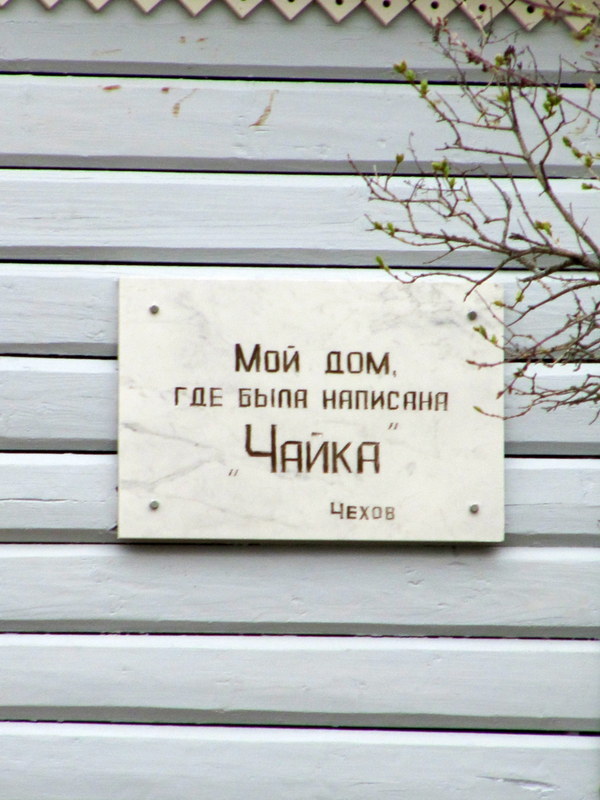 Мой дом,
где была написана
„Чайка"
Чехов